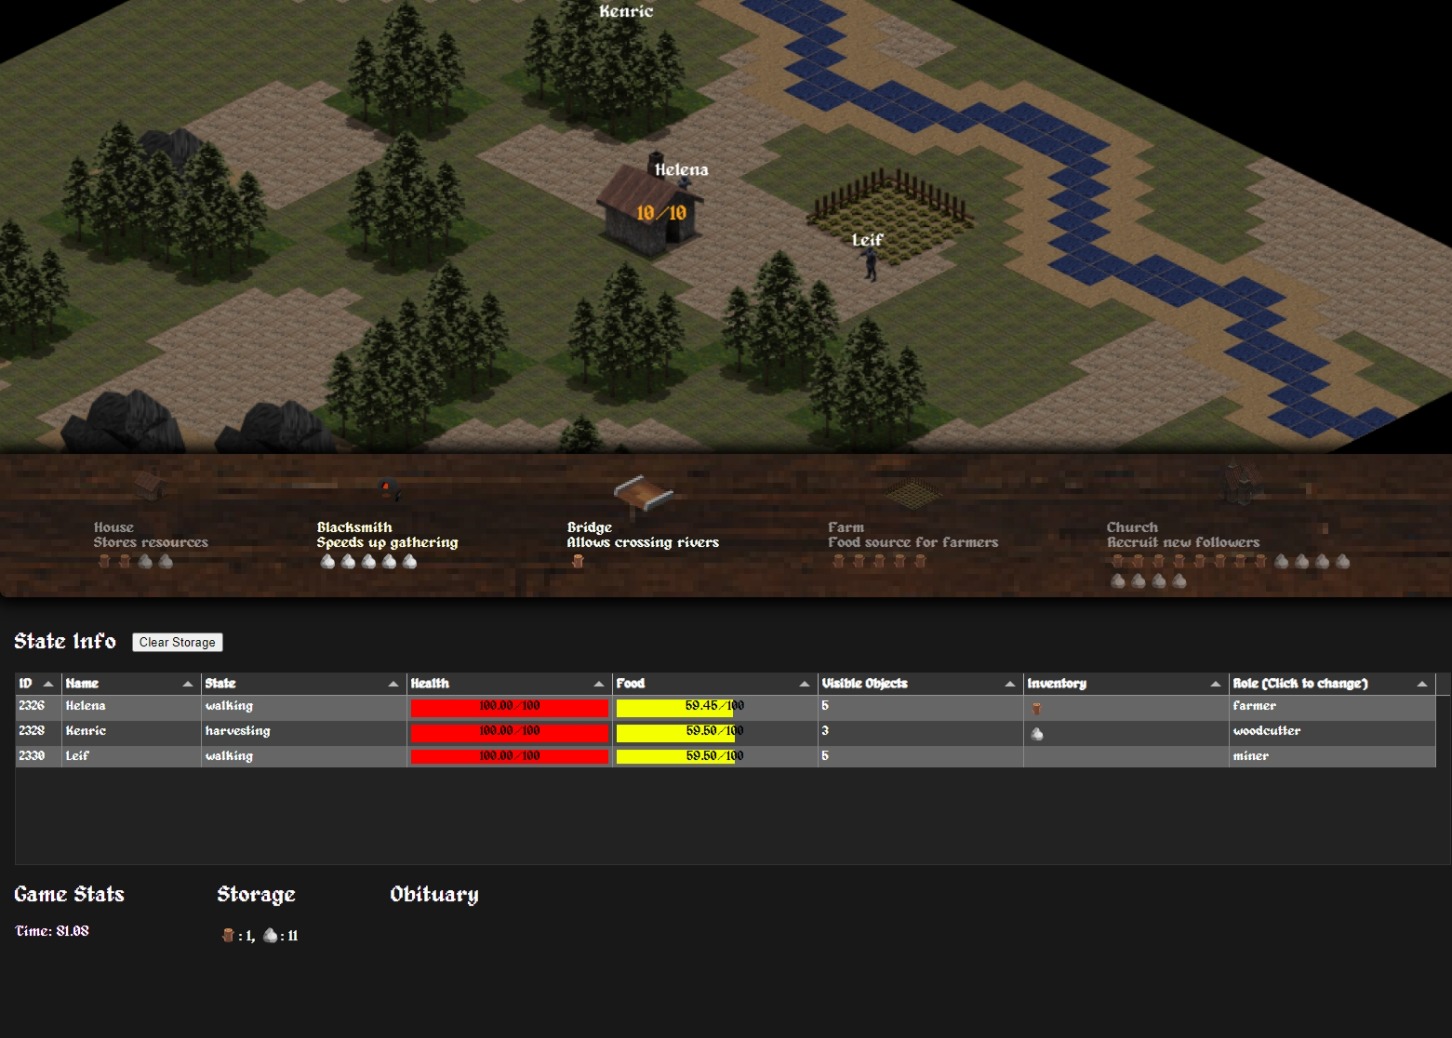 Kenric
Helena
10/10
Leif
House
Stores resources
Blacksmith
Speeds up gathering
Bridge
Allows crossing rivers
Farm
Food source for farmers
Church
Recruit new followers
State Info
Clear Storage
ID Name State Health Food Visible Objects Inventory Role (Click to change)
2326 Helena walking 100.00/100 59.45/100 5 farmer
2328 Kenric harvesting 100.00/100 59.50/100 3 woodcutter
2330 Leif walking 100.00/100 59.50/100 5 miner
Game Stats
Time: 81.08
Storage
:1, :11
Obituary